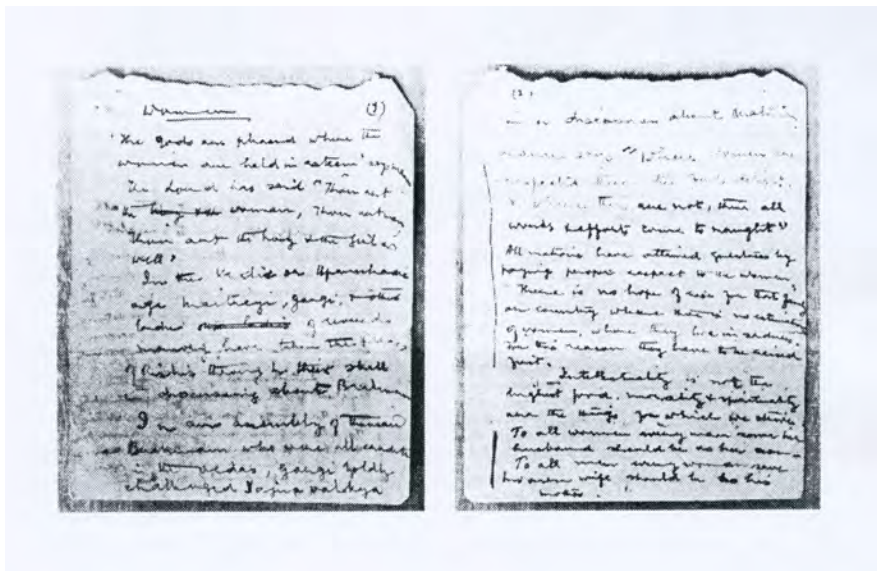 Women (1)
"The gods are pleased where the
women are held in esteem"
The Lord has said "Thou art
the woman, Thou art
Thou art the boy & the girl as
well"
In the Vedic or Upanishadic
age Maitreyi, Gargi,
ladies of
have taken the
of Rishis through their skill
in discussing about Brahman
In an assembly of thousand
Brahmans who were all erudite
in the Vedas, Gargi boldly
challenged Yajnavalkya
(2)
in a discussion about
says "Where women are
respected there the
& where they are not, there all
works & efforts come to naught"
All nations have attained greatness by
paying proper respect to the women
There is no hope of rise for that family
or country where there is no estimation
of women, where they live in sadness.
For this reason they have to be raised
first.
Intellectuality is not the
highest good, morality & spirituality
are the things for which we strive
To all women every man save her
husband should be as her son
To all men every woman save
his own wife should be as his
mother.